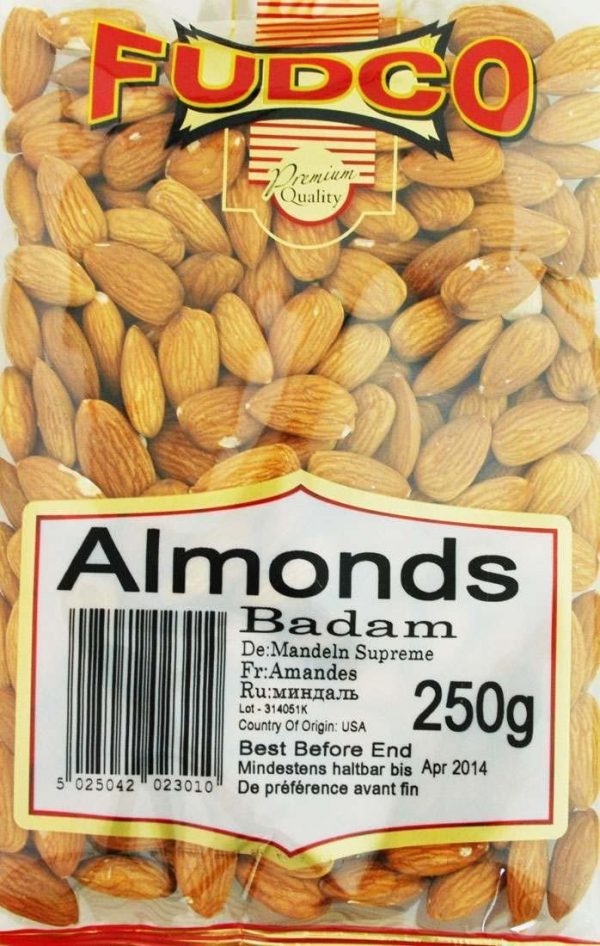 FUDCO
Premium
Quality
Almonds
Badam
De:Mandeln Supreme
Fr:Amandes
Ru:миндаль
Lot - 314051K
Country Of Origin: USA
250g
Best Before End
Mindestens haltbar bis Apr 2014
De préférence avant fin
5 025042 023010